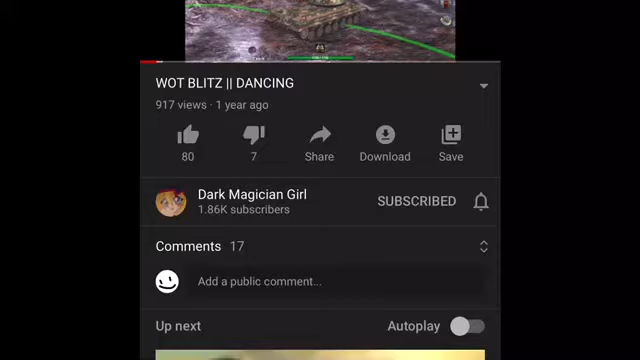 WOT BLITZ || DANCING
917 views · 1 year ago
80
7
Share
Download
Save
Dark Magician Girl
1.86K subscribers
SUBSCRIBED
Comments 17
Add a public comment...
Up next
Autoplay